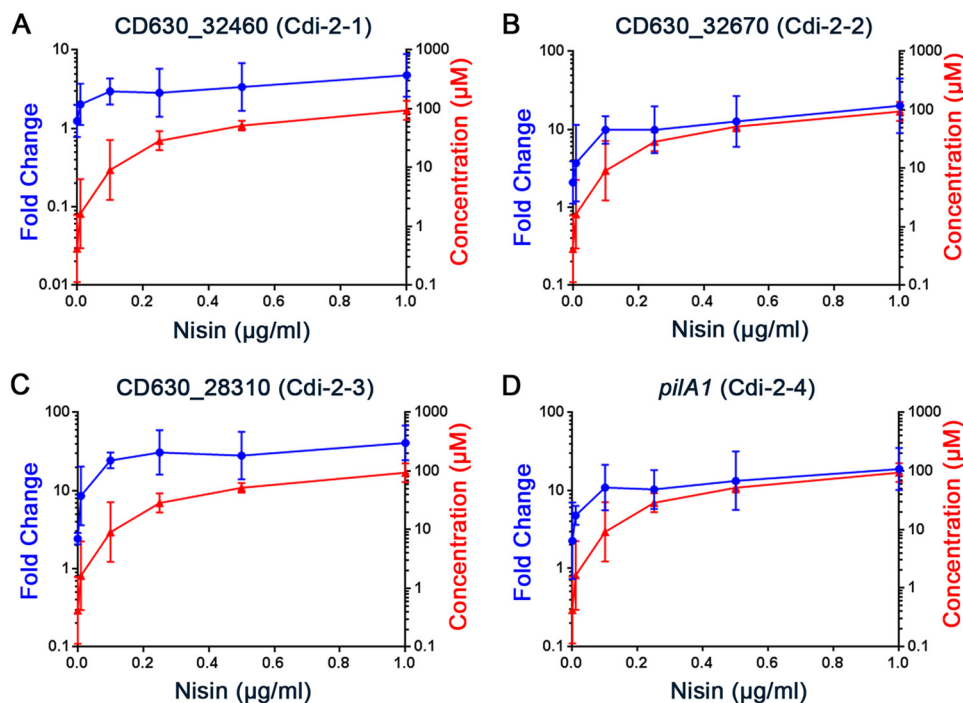 A
CD630_32460 (Cdi-2-1)
Fold Change
10
1
0.1
0.01
1000
100
10
1
0.1
Concentration (µM)
0.0 0.2 0.4 0.6 0.8 1.0
Nisin (µg/ml)
B
CD630_32670 (Cdi-2-2)
Fold Change
100
10
1
0.1
1000
100
10
1
0.1
Concentration (µM)
0.0 0.2 0.4 0.6 0.8 1.0
Nisin (µg/ml)
C
CD630_28310 (Cdi-2-3)
Fold Change
100
10
1
0.1
1000
100
10
1
0.1
Concentration (µM)
0.0 0.2 0.4 0.6 0.8 1.0
Nisin (µg/ml)
D
pilA1 (Cdi-2-4)
Fold Change
100
10
1
0.1
1000
100
10
1
0.1
Concentration (µM)
0.0 0.2 0.4 0.6 0.8 1.0
Nisin (µg/ml)